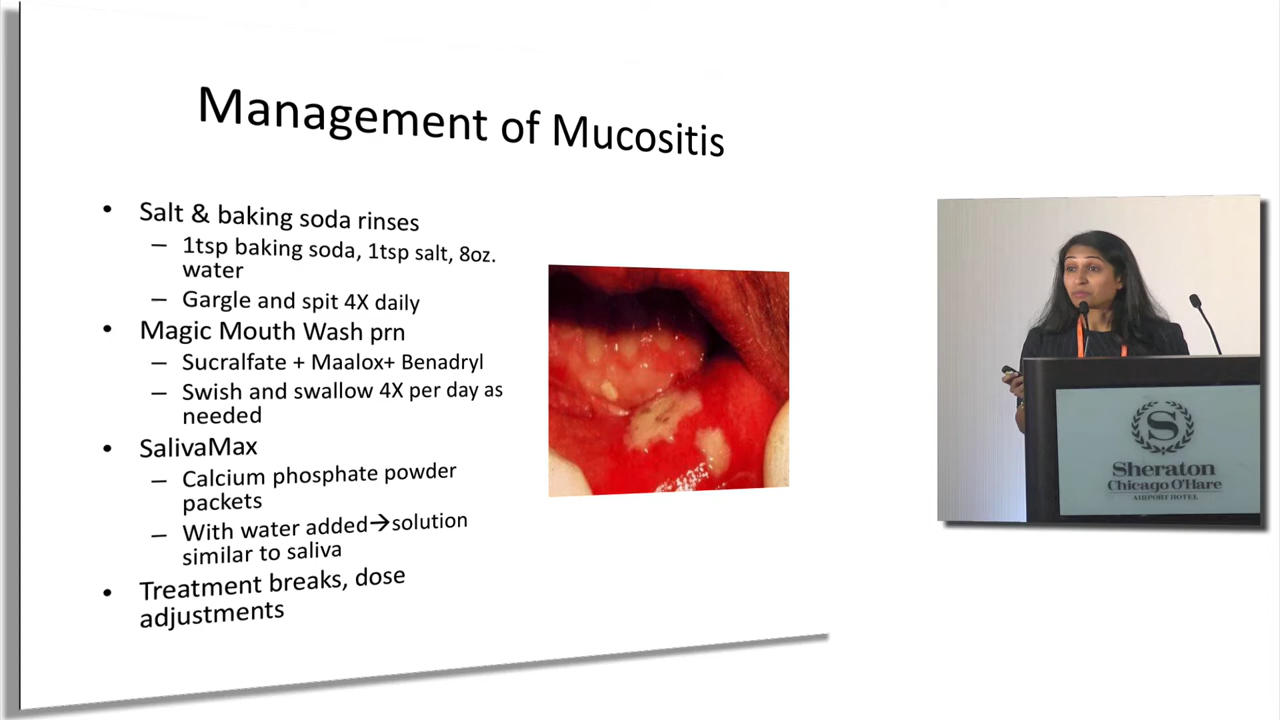 Management of Mucositis
• Salt & baking soda rinses
– 1tsp baking soda, 1tsp salt, 8oz.
water
– Gargle and spit 4X daily
• Magic Mouth Wash prn
– Sucralfate + Maalox+ Benadryl
– Swish and swallow 4X per day as
needed
• SalivaMax
– Calcium phosphate powder
packets
– With water added→solution
similar to saliva
• Treatment breaks, dose
adjustments
S
Sheraton
Chicago O'Hare
AIRPORT HOTEL